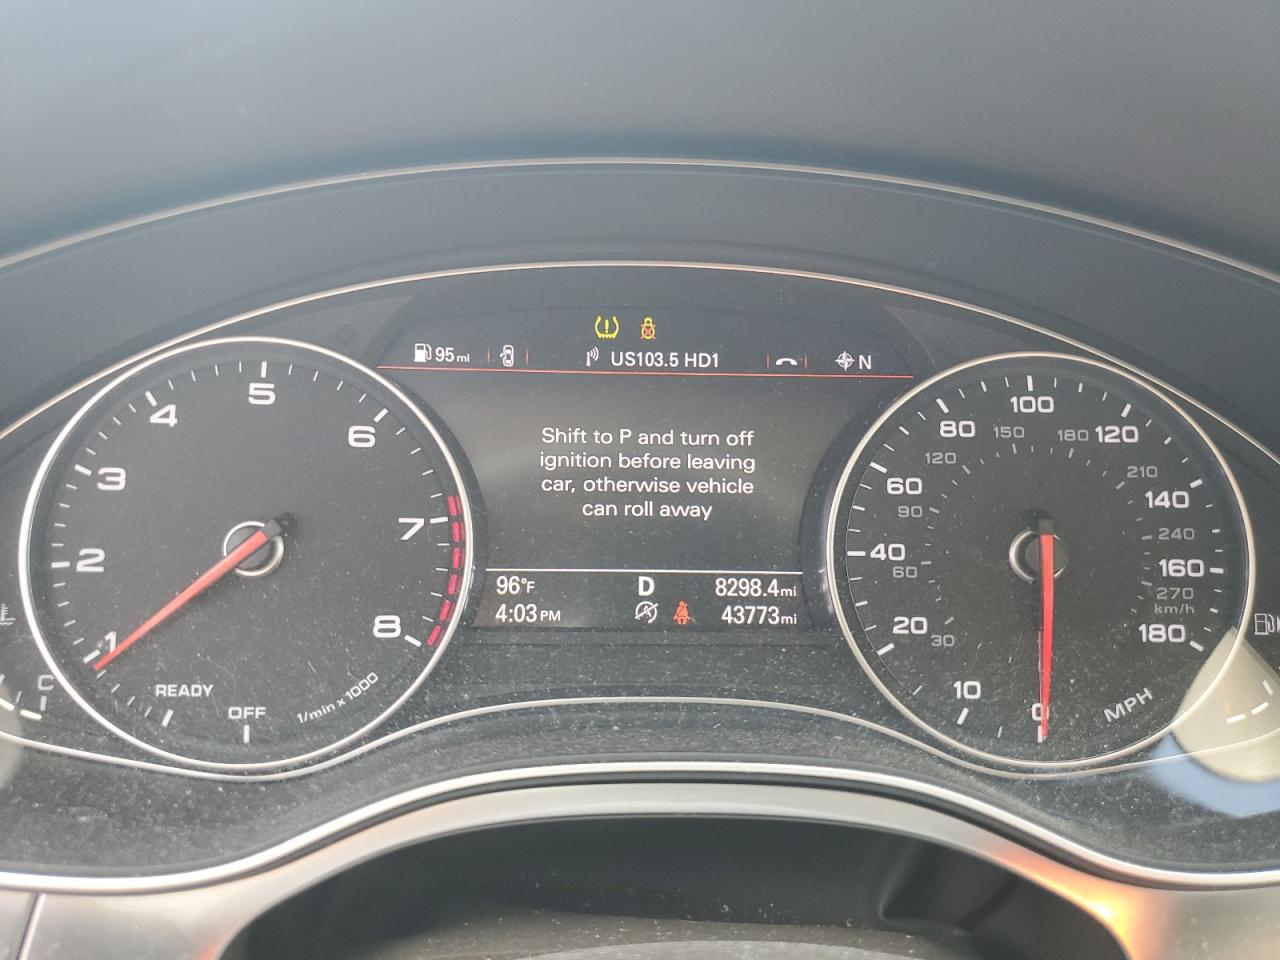 95 mi
US103.5 HD1
N
Shift to P and turn off
ignition before leaving
car, otherwise vehicle
can roll away
96°F
D
8298.4mi
4:03 PM
43773mi
1
2
3
4
5
6
7
8
READY
OFF
1/min x 1000
C
0
10
20
40
60
80
100
120
140
160
180
MPH
30
60
90
120
150
180
210
240
270
km/h